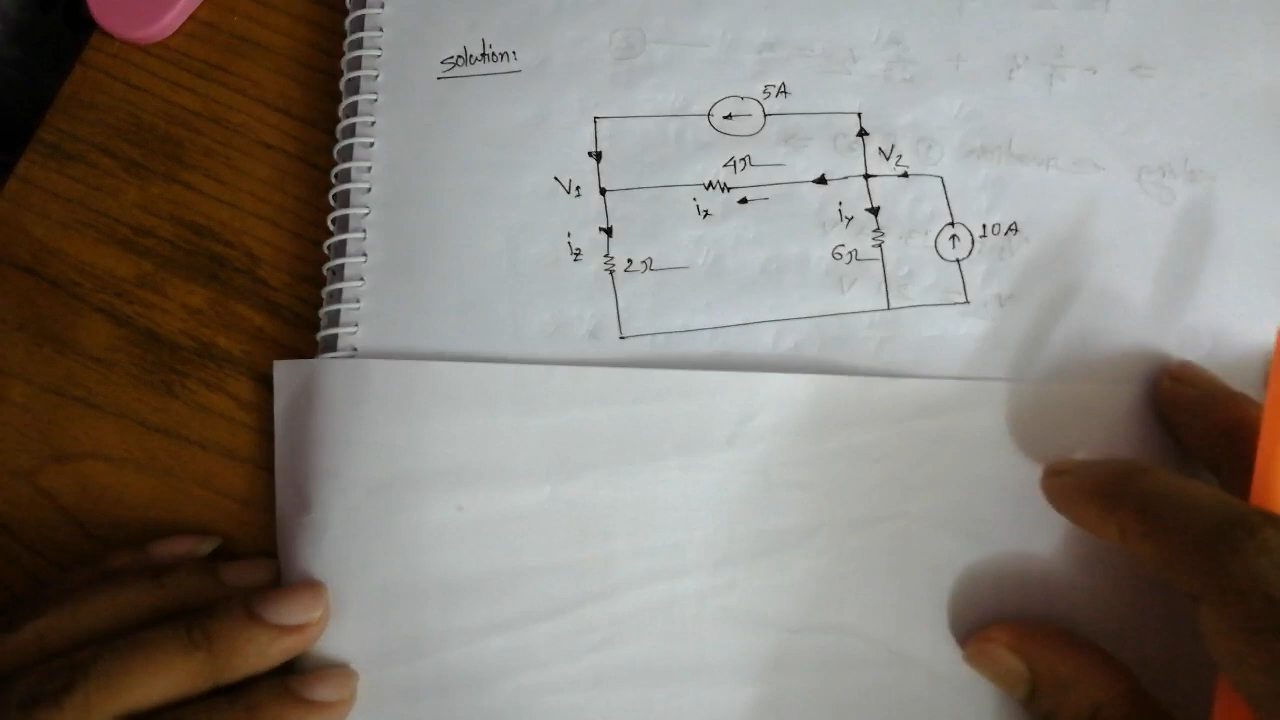 solution:
5A
4Ω
V2
V1
ix
iy
10A
iz
2Ω
6Ω